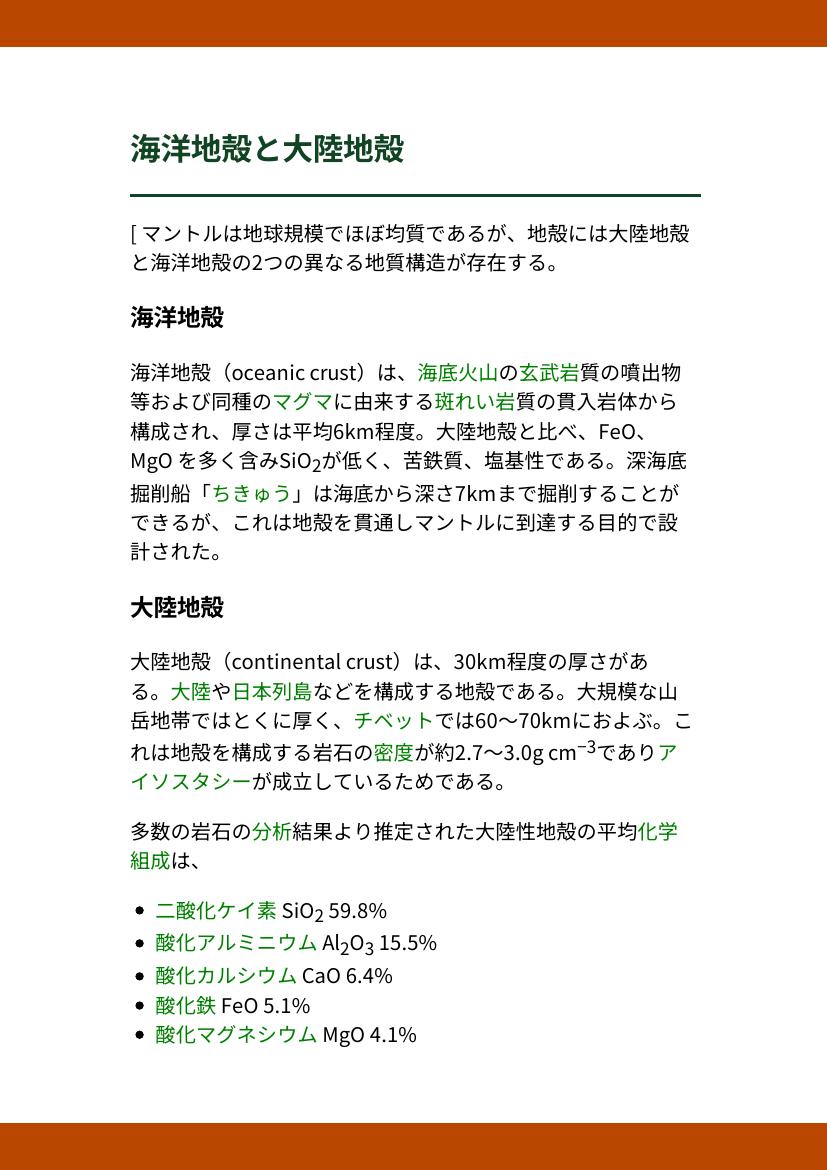 海洋地殻と大陸地殻
[ マントルは地球規模でほぼ均質であるが、地殻には大陸地殻
と海洋地殻の2つの異なる地質構造が存在する。
海洋地殻
海洋地殻（oceanic crust）は、海底火山の玄武岩質の噴出物
等および同種のマグマに由来する斑れい岩質の貫入岩体から
構成され、厚さは平均6km程度。大陸地殻と比べ、FeO、
MgO を多く含みSiO₂が低く、苦鉄質、塩基性である。深海底
掘削船「ちきゅう」は海底から深さ7kmまで掘削することが
できるが、これは地殻を貫通しマントルに到達する目的で設
計された。
大陸地殻
大陸地殻（continental crust）は、30km程度の厚さがあ
る。大陸や日本列島などを構成する地殻である。大規模な山
岳地帯ではとくに厚く、チベットでは60〜70kmにおよぶ。こ
れは地殻を構成する岩石の密度が約2.7〜3.0g cm⁻³でありア
イソスタシーが成立しているためである。
多数の岩石の分析結果より推定された大陸性地殻の平均化学
組成は、
• 二酸化ケイ素 SiO₂ 59.8%
• 酸化アルミニウム Al₂O₃ 15.5%
• 酸化カルシウム CaO 6.4%
• 酸化鉄 FeO 5.1%
• 酸化マグネシウム MgO 4.1%